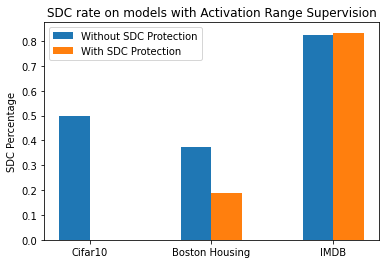 SDC rate on models with Activation Range Supervision
Without SDC Protection
With SDC Protection
SDC Percentage
0.8
0.7
0.6
0.5
0.4
0.3
0.2
0.1
0.0
Cifar10
Boston Housing
IMDB